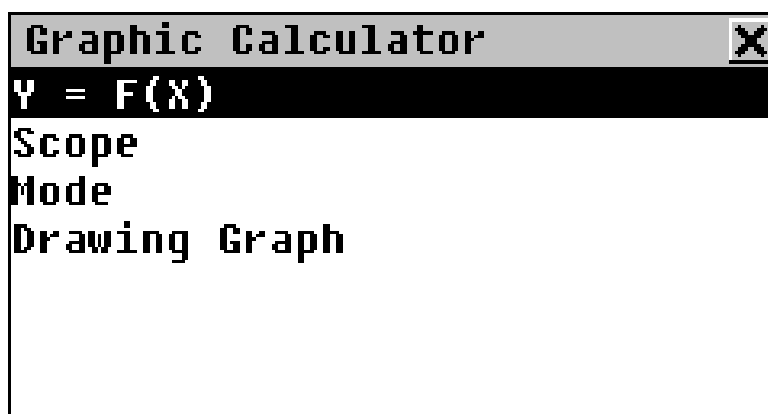 Graphic Calculator
Y = F(X)
Scope
Mode
Drawing Graph